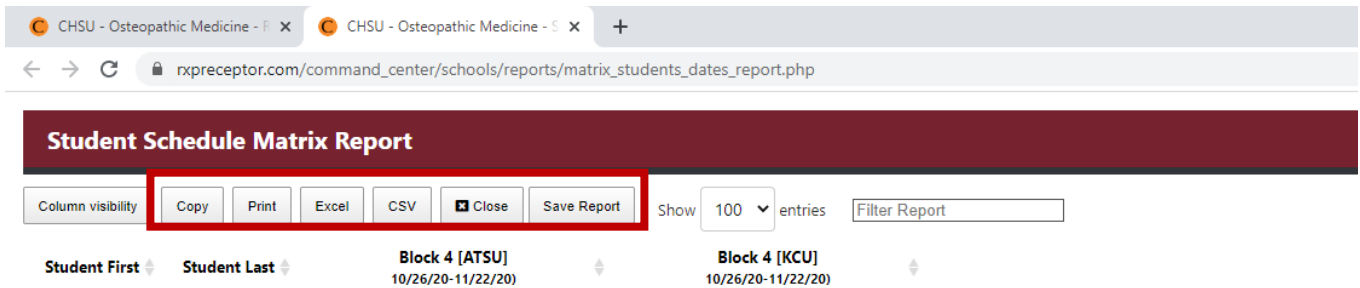 CHSU - Osteopathic Medicine - R
CHSU - Osteopathic Medicine - S
rxpreceptor.com/command_center/schools/reports/matrix_students_dates_report.php
Student Schedule Matrix Report
Column visibility Copy Print Excel CSV Close Save Report Show 100 entries Filter Report
Student First Student Last Block 4 [ATSU] Block 4 [KCU]
10/26/20-11/22/20) 10/26/20-11/22/20)